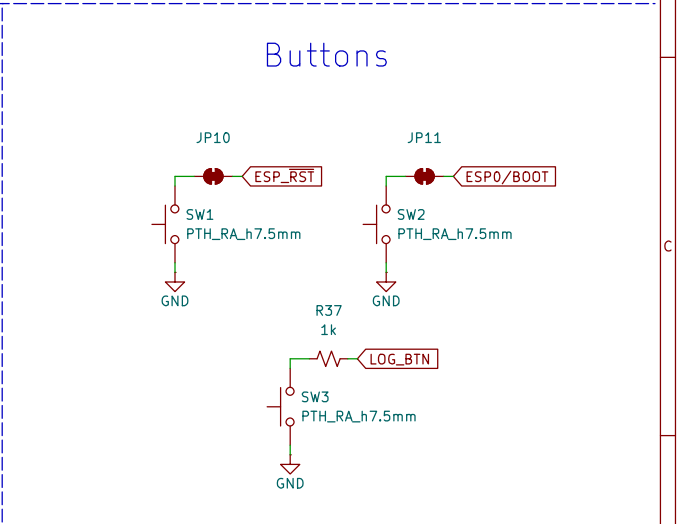 Buttons
JP10
JP11
ESP_RST
ESP0/BOOT
SW1
PTH_RA_h7.5mm
SW2
PTH_RA_h7.5mm
C
GND
GND
R37
1k
LOG_BTN
SW3
PTH_RA_h7.5mm
GND